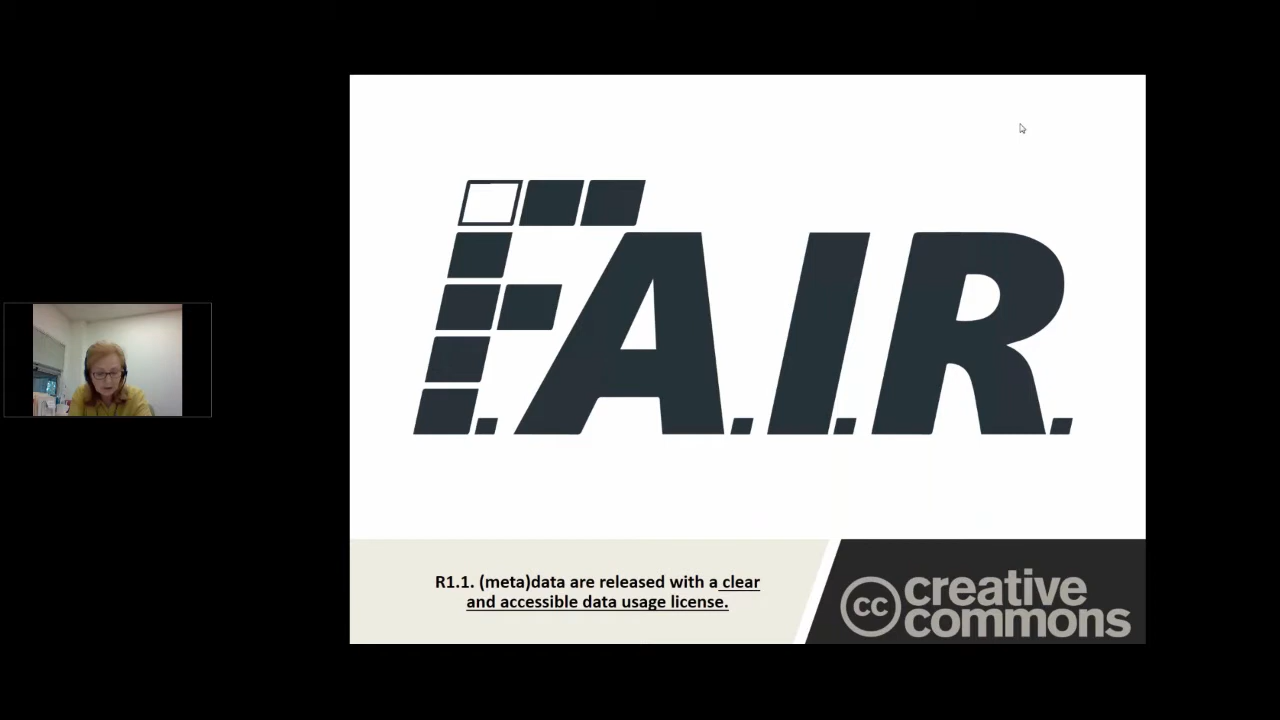 F.A.I.R.
R1.1. (meta)data are released with a clear
and accessible data usage license.
cc creative
commons